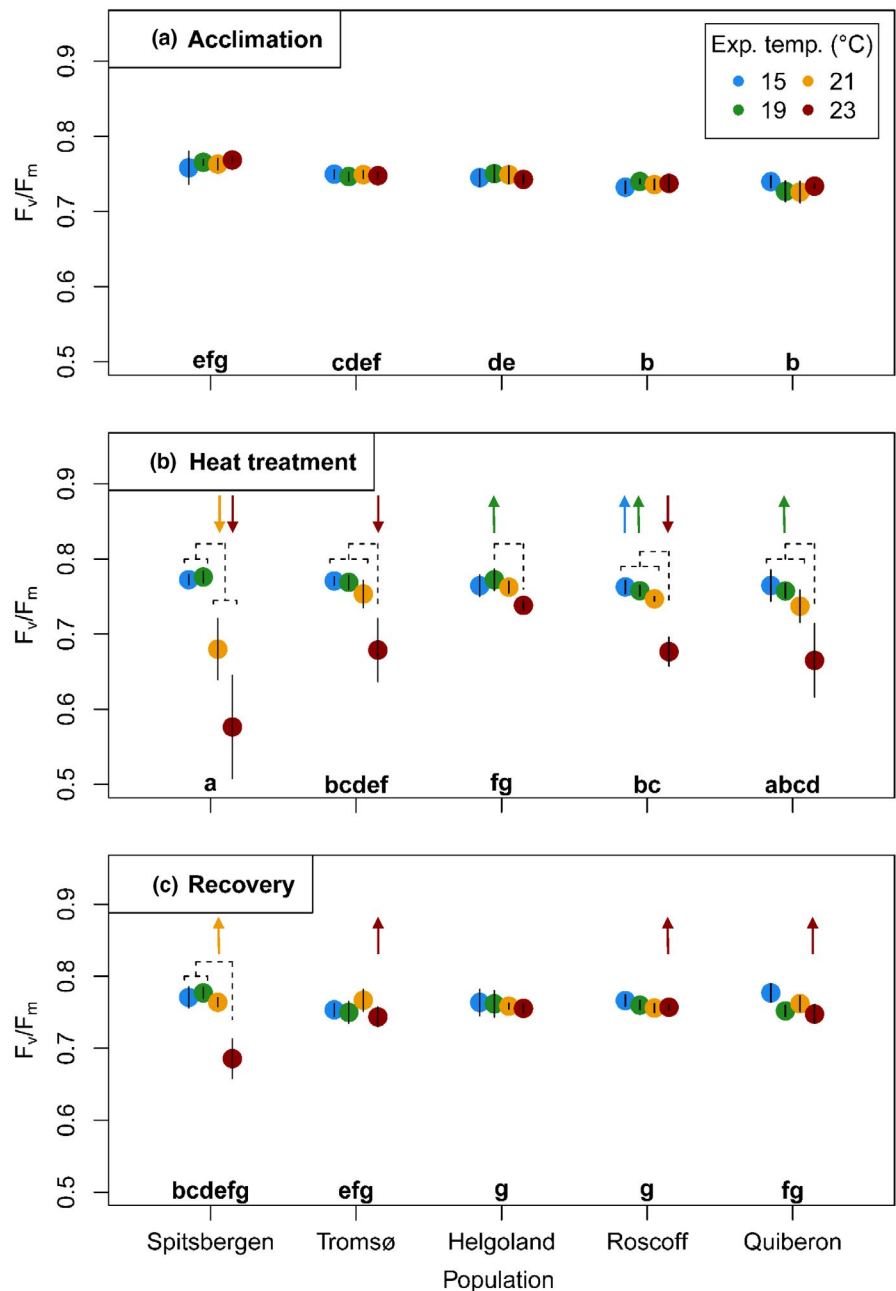 (a) Acclimation
Exp. temp. (°C)
15 21
19 23
Fv/Fm
0.9
0.8
0.7
0.6
0.5
efg cdef de b b
(b) Heat treatment
Fv/Fm
0.9
0.8
0.7
0.6
0.5
a bcdef fg bc abcd
(c) Recovery
Fv/Fm
0.9
0.8
0.7
0.6
0.5
bcdefg efg g g fg
Spitsbergen Tromsø Helgoland Roscoff Quiberon
Population